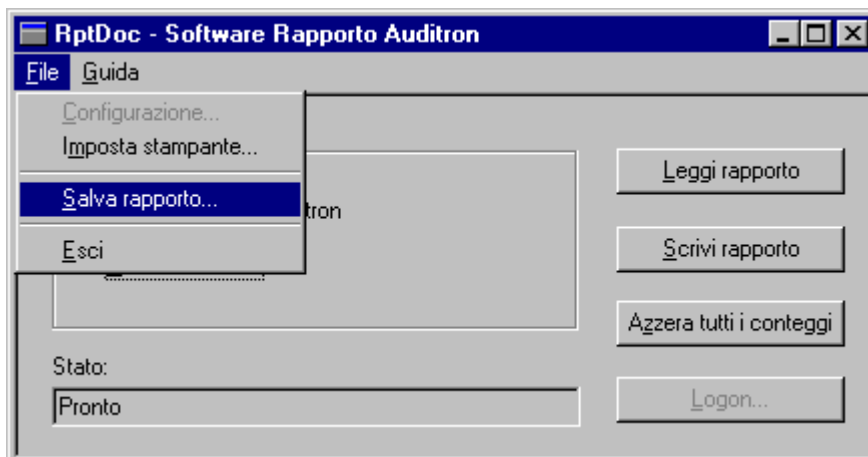 RptDoc - Software Rapporto Auditron
File Guida
Configurazione...
Imposta stampante...
Salva rapporto...
Esci
tron
Leggi rapporto
Scrivi rapporto
Azzera tutti i conteggi
Logon...
Stato:
Pronto